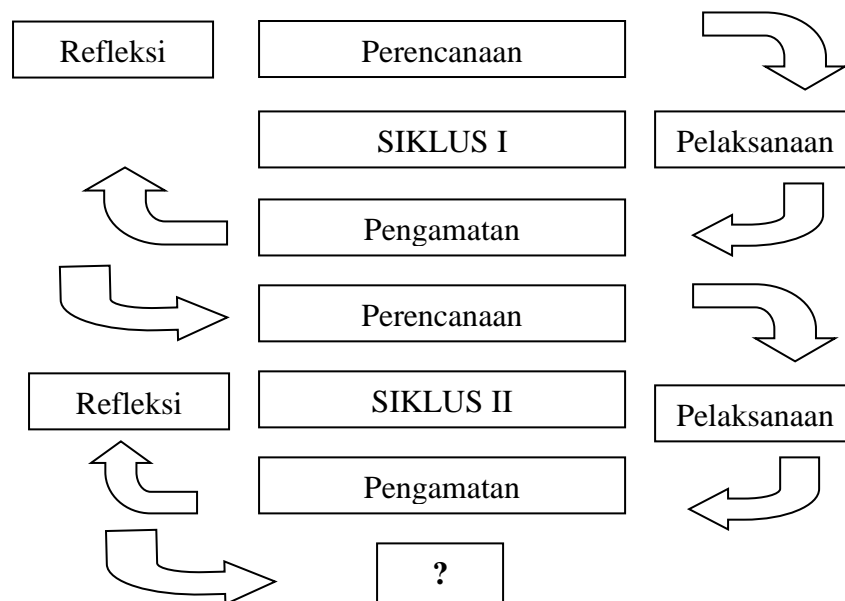 Refleksi
Perencanaan
SIKLUS I
Pelaksanaan
Pengamatan
Perencanaan
Refleksi
SIKLUS II
Pelaksanaan
Pengamatan
?